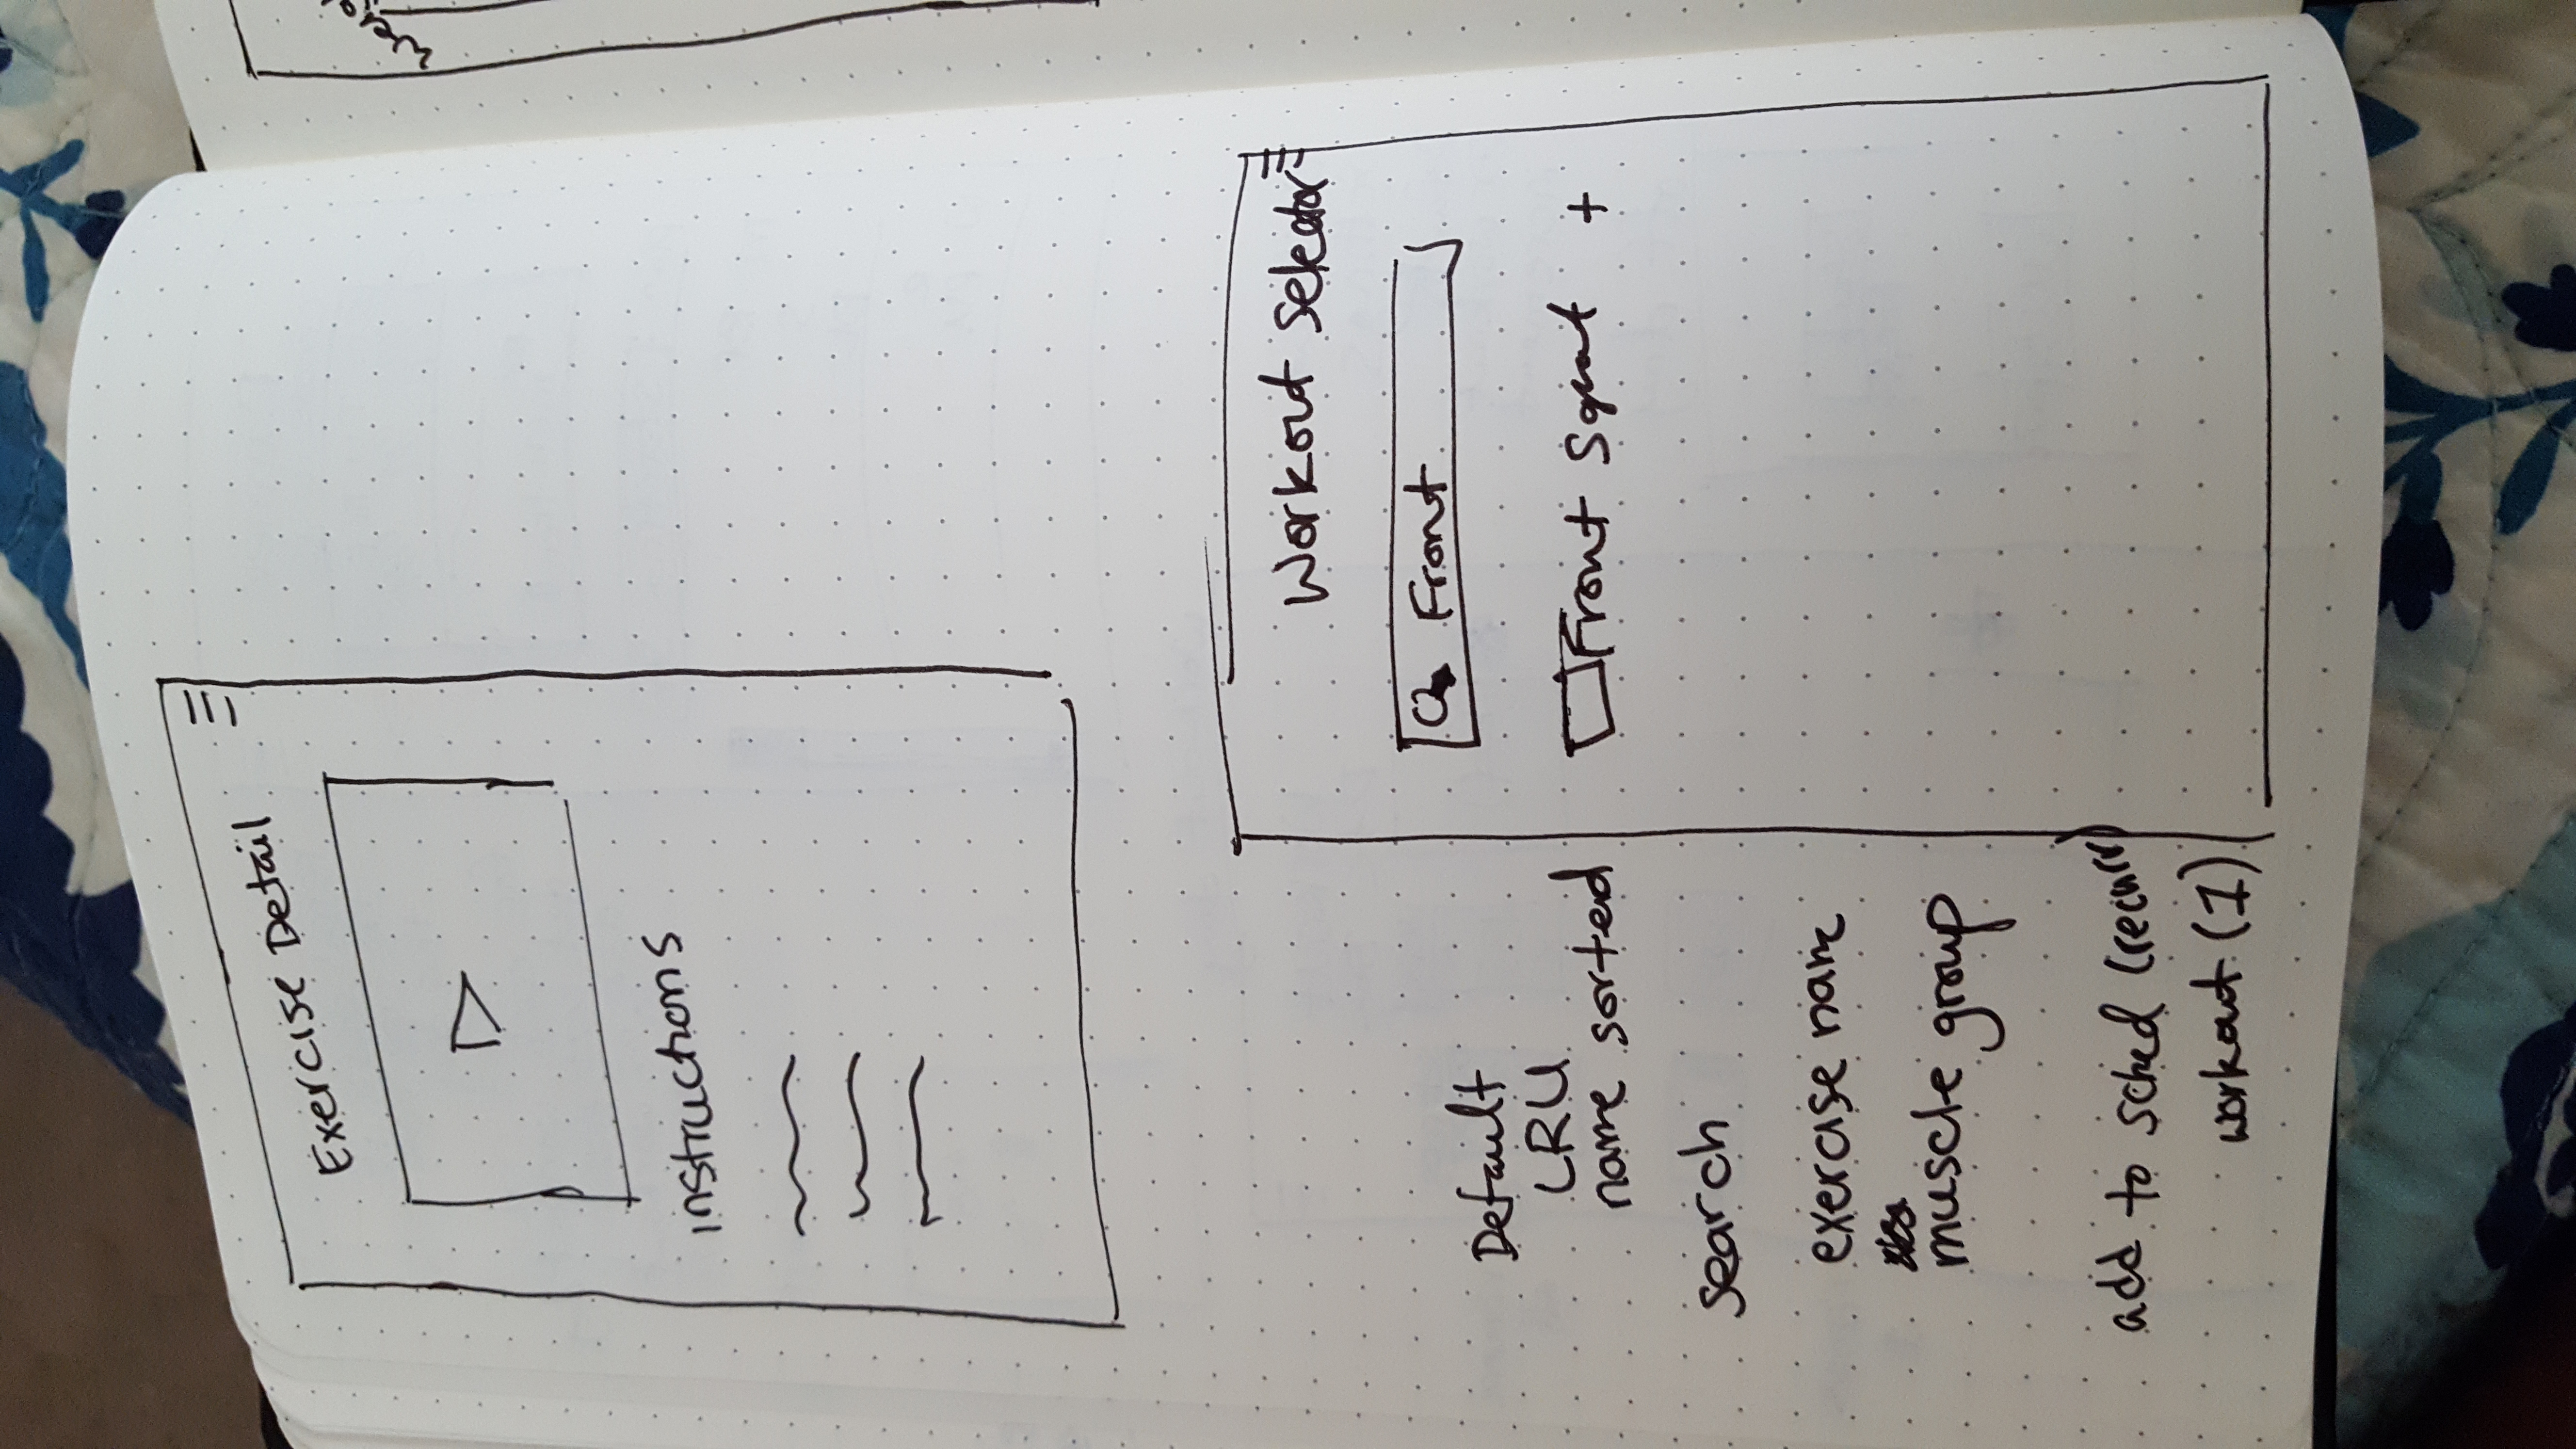 Exercise Detail
instructions
Workout Selector
Front
Front Squat +
Default
LRU
name sorted
search
exercise name
muscle group
add to sched (recurr)
workout (1)